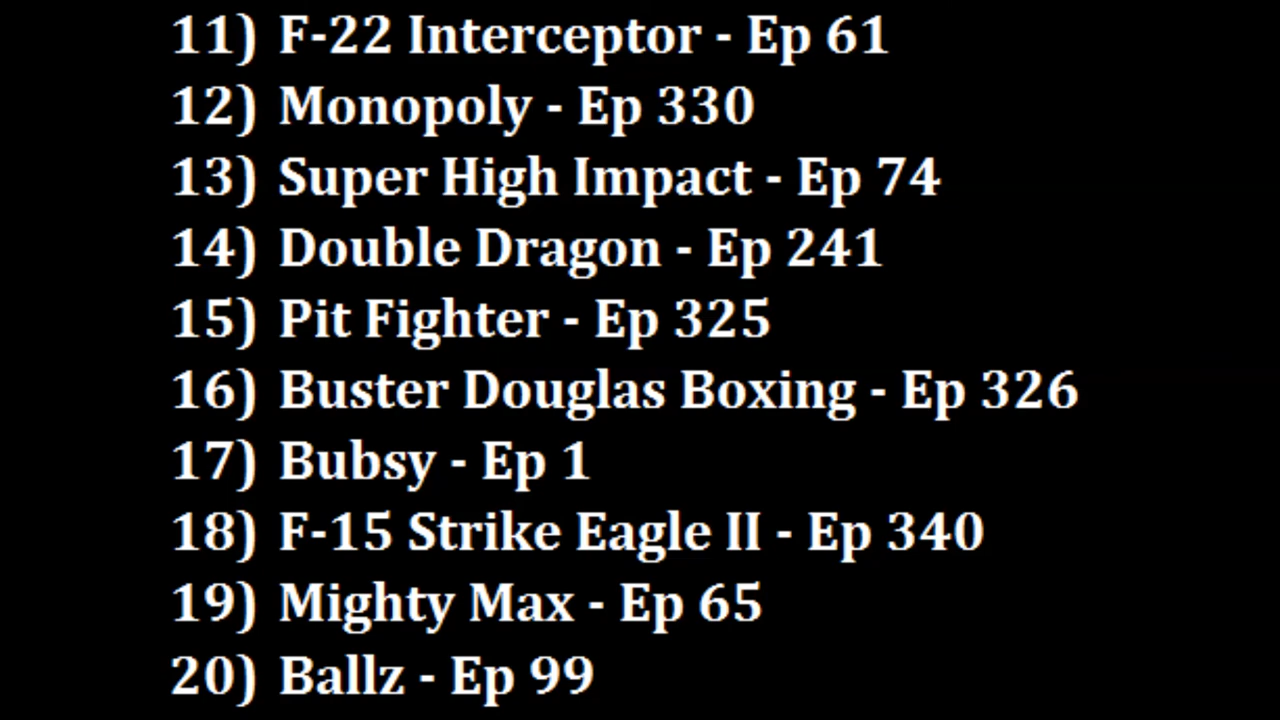 11) F-22 Interceptor - Ep 61
12) Monopoly - Ep 330
13) Super High Impact - Ep 74
14) Double Dragon - Ep 241
15) Pit Fighter - Ep 325
16) Buster Douglas Boxing - Ep 326
17) Bubsy - Ep 1
18) F-15 Strike Eagle II - Ep 340
19) Mighty Max - Ep 65
20) Ballz - Ep 99